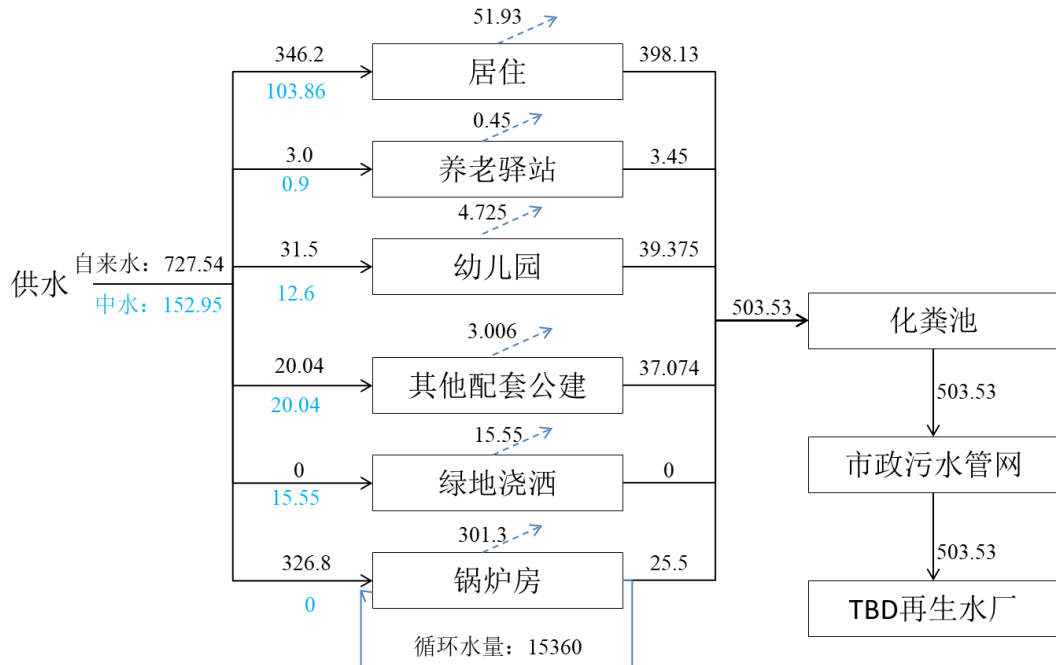 51.93
346.2
居住
398.13
103.86
0.45
3.0
养老驿站
3.45
0.9
4.725
31.5
幼儿园
39.375
12.6
供水
自来水：727.54
中水：152.95
503.53
化粪池
3.006
20.04
其他配套公建
37.074
20.04
503.53
15.55
0
绿地浇洒
0
15.55
市政污水管网
301.3
326.8
锅炉房
25.5
0
503.53
TBD再生水厂
循环水量：15360